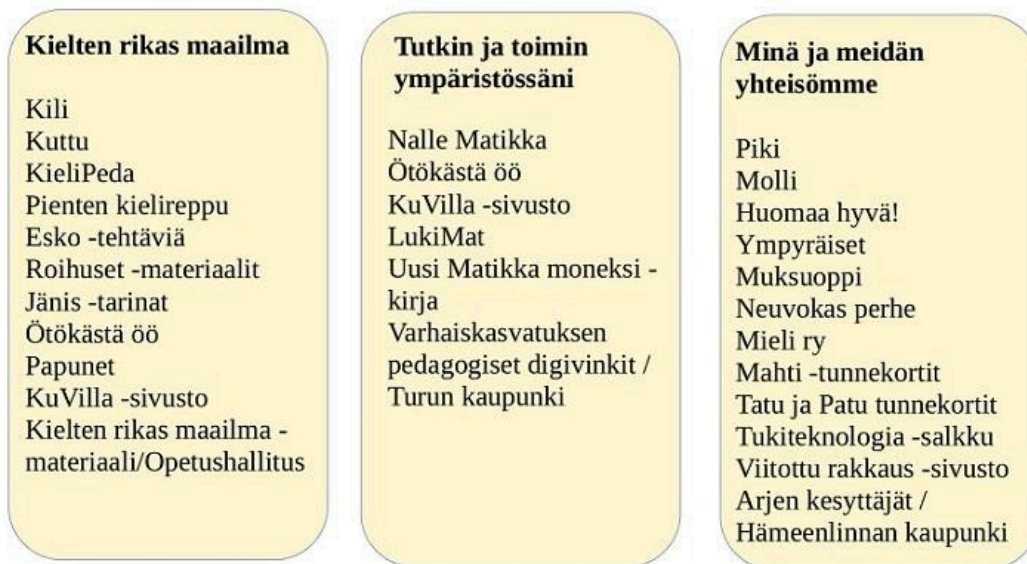 Kielten rikas maailma
Kili
Kuttu
KieliPeda
Pienten kielireppu
Esko -tehtäviä
Roihuset -materiaalit
Jänis -tarinat
Ötökästä öö
Papunet
KuVilla -sivusto
Kielten rikas maailma -
materiaali/Opetushallitus
Tutkin ja toimin
ympäristössäni
Nalle Matikka
Ötökästä öö
KuVilla -sivusto
LukiMat
Uusi Matikka moneksi -
kirja
Varhaiskasvatuksen
pedagogiset digivinkit /
Turun kaupunki
Minä ja meidän
yhteisömme
Piki
Molli
Huomaa hyvä!
Ympyräiset
Muksuoppi
Neuvokas perhe
Mieli ry
Mahti -tunnekortit
Tatu ja Patu tunnekortit
Tukiteknologia -salkku
Viitottu rakkaus -sivusto
Arjen kesyttäjät /
Hämeenlinnan kaupunki